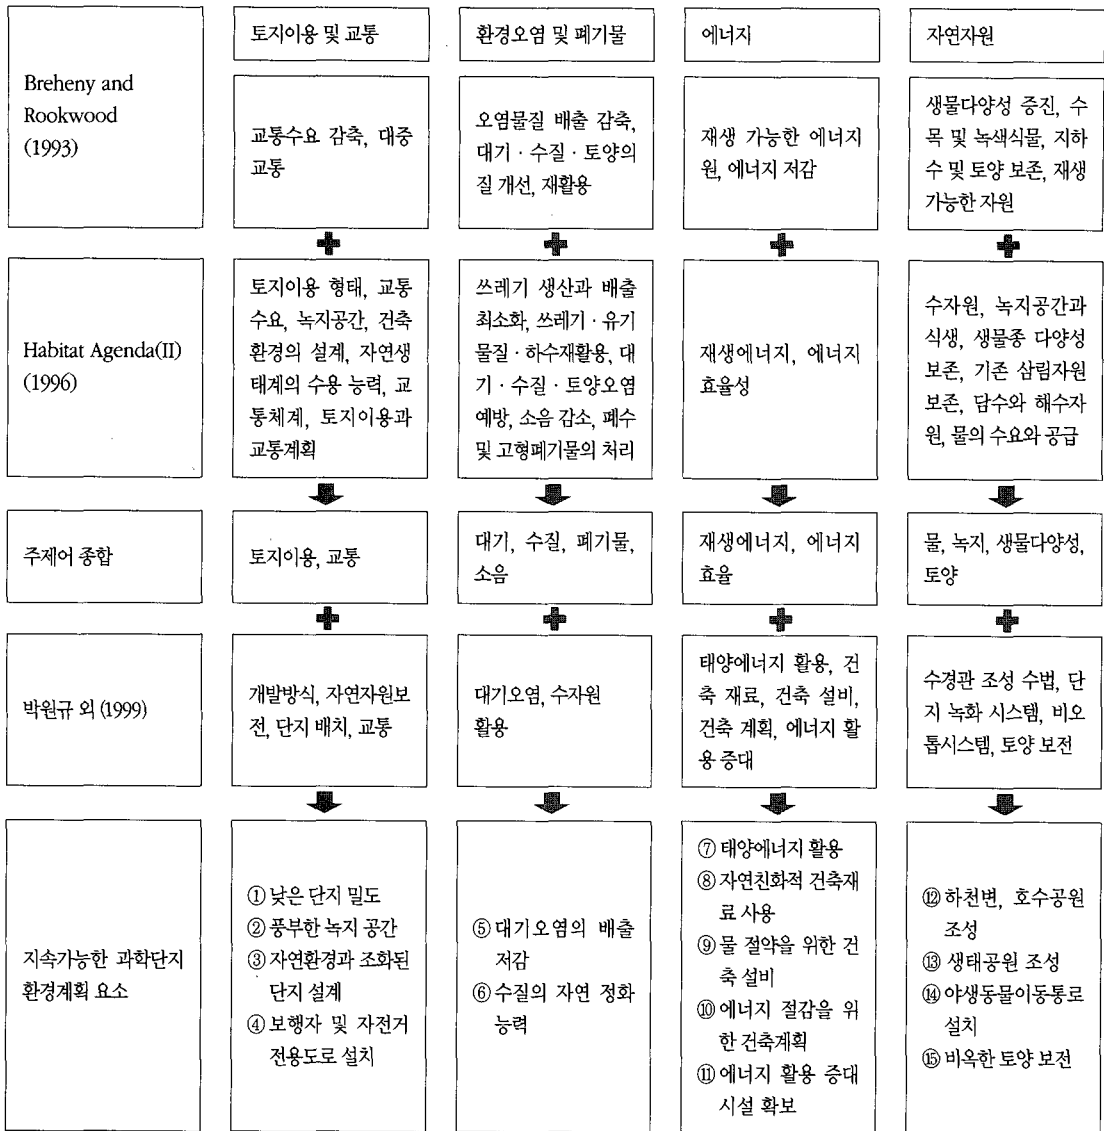 토지이용 및 교통
환경오염 및 폐기물
에너지
자연자원
Breheny and
Rookwood
(1993)
교통수요 감축, 대중
교통
오염물질 배출 감축,
대기 · 수질 · 토양의
질 개선, 재활용
재생 가능한 에너지
원, 에너지 저감
생물다양성 증진, 수
목 및 녹색식물, 지하
수 및 토양 보존, 재생
가능한 자원
Habitat Agenda(II)
(1996)
토지이용 형태, 교통
수요, 녹지공간, 건축
환경의 설계, 자연생
태계의 수용 능력, 교
통체계, 토지이용과
교통계획
쓰레기 생산과 배출
최소화, 쓰레기 · 유기
물질 · 하수재활용, 대
기 · 수질 · 토양오염
예방, 소음 감소, 폐수
및 고형폐기물의 처리
재생에너지, 에너지
효율성
수자원, 녹지공간과
식생, 생물종 다양성
보존, 기존 삼림자원
보존, 담수와 해수자
원, 물의 수요와 공급
주제어 종합
토지이용, 교통
대기, 수질, 폐기물,
소음
재생에너지, 에너지
효율
물, 녹지, 생물다양성,
토양
박원규 외 (1999)
개발방식, 자연자원보
전, 단지 배치, 교통
대기오염, 수자원
활용
태양에너지 활용, 건
축 재료, 건축 설비,
건축 계획, 에너지 활
용 증대
수경관 조성 수법, 단
지 녹화 시스템, 비오
톱시스템, 토양 보전
지속가능한 과학단지
환경계획 요소
① 낮은 단지 밀도
② 풍부한 녹지 공간
③ 자연환경과 조화된
단지 설계
④ 보행자 및 자전거
전용도로 설치
⑤ 대기오염의 배출
저감
⑥ 수질의 자연 정화
능력
⑦ 태양에너지 활용
⑧ 자연친화적 건축재
료 사용
⑨ 물 절약을 위한 건
축 설비
⑩ 에너지 절감을 위
한 건축계획
⑪ 에너지 활용 증대
시설 확보
⑫ 하천변, 호수공원
조성
⑬ 생태공원 조성
⑭ 야생동물이동통로
설치
⑮ 비옥한 토양 보전